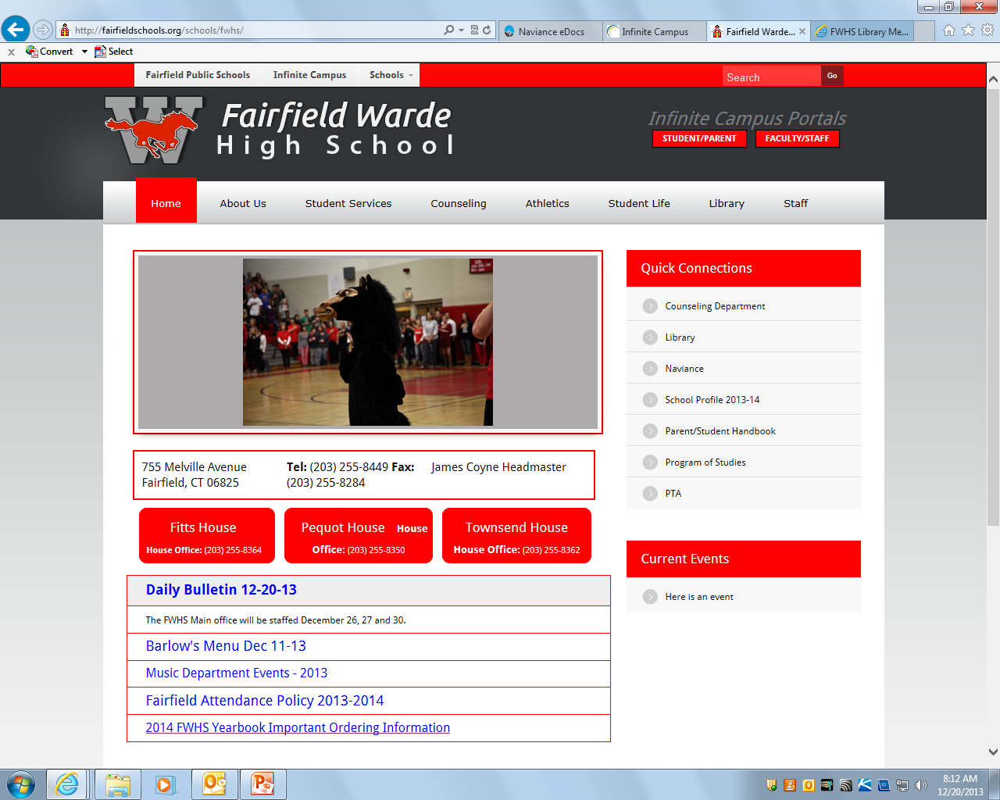 http://fairfieldschools.org/schools/fwhs/
Naviance eDocs
Infinite Campus
Fairfield Warde...
FWHS Library Me...
x Convert Select
Fairfield Public Schools Infinite Campus Schools
Search Go
W
Fairfield Warde
High School
Infinite Campus Portals
STUDENT/PARENT FACULTY/STAFF
Home About Us Student Services Counseling Athletics Student Life Library Staff
755 Melville Avenue
Fairfield, CT 06825
Tel: (203) 255-8449 Fax:
(203) 255-8284
James Coyne Headmaster
Fitts House
House Office: (203) 255-8364
Pequot House House
Office: (203) 255-8350
Townsend House
House Office: (203) 255-8362
Daily Bulletin 12-20-13
The FWHS Main office will be staffed December 26, 27 and 30.
Barlow's Menu Dec 11-13
Music Department Events - 2013
Fairfield Attendance Policy 2013-2014
2014 FWHS Yearbook Important Ordering Information
Quick Connections
Counseling Department
Library
Naviance
School Profile 2013-14
Parent/Student Handbook
Program of Studies
PTA
Current Events
Here is an event
8:12 AM
12/20/2013